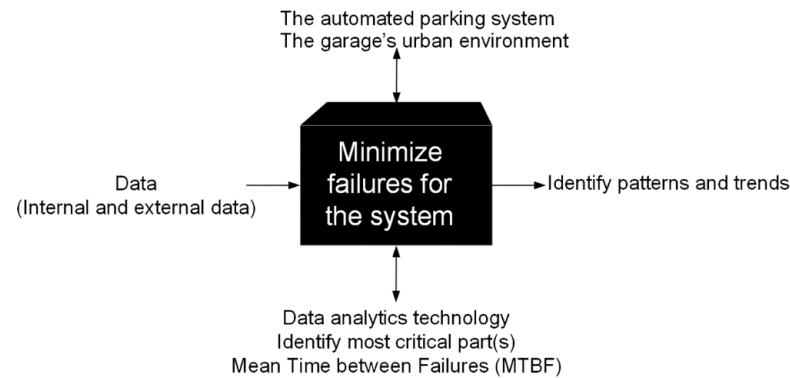 The automated parking system
The garage's urban environment
Minimize
failures for
the system
Data
(Internal and external data)
Identify patterns and trends
Data analytics technology
Identify most critical part(s)
Mean Time between Failures (MTBF)